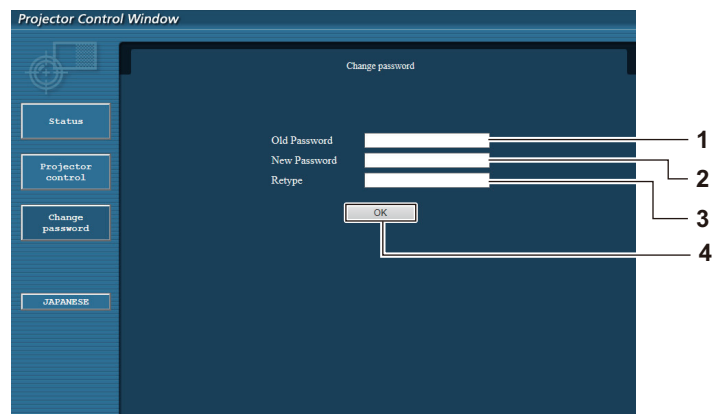 Projector Control Window
Change password
Status
Projector
control
Change
password
JAPANESE
Old Password
New Password
Retype
OK
1
2
3
4